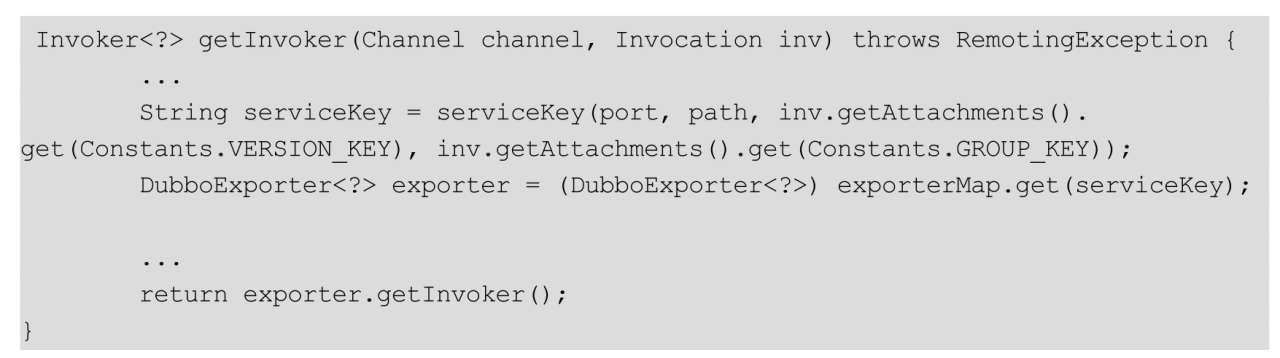 Invoker<?> getInvoker(Channel channel, Invocation inv) throws RemotingException {
...
String serviceKey = serviceKey(port, path, inv.getAttachments().
get(Constants.VERSION_KEY), inv.getAttachments().get(Constants.GROUP_KEY));
DubboExporter<?> exporter = (DubboExporter<?>) exporterMap.get(serviceKey);
...
return exporter.getInvoker();
}